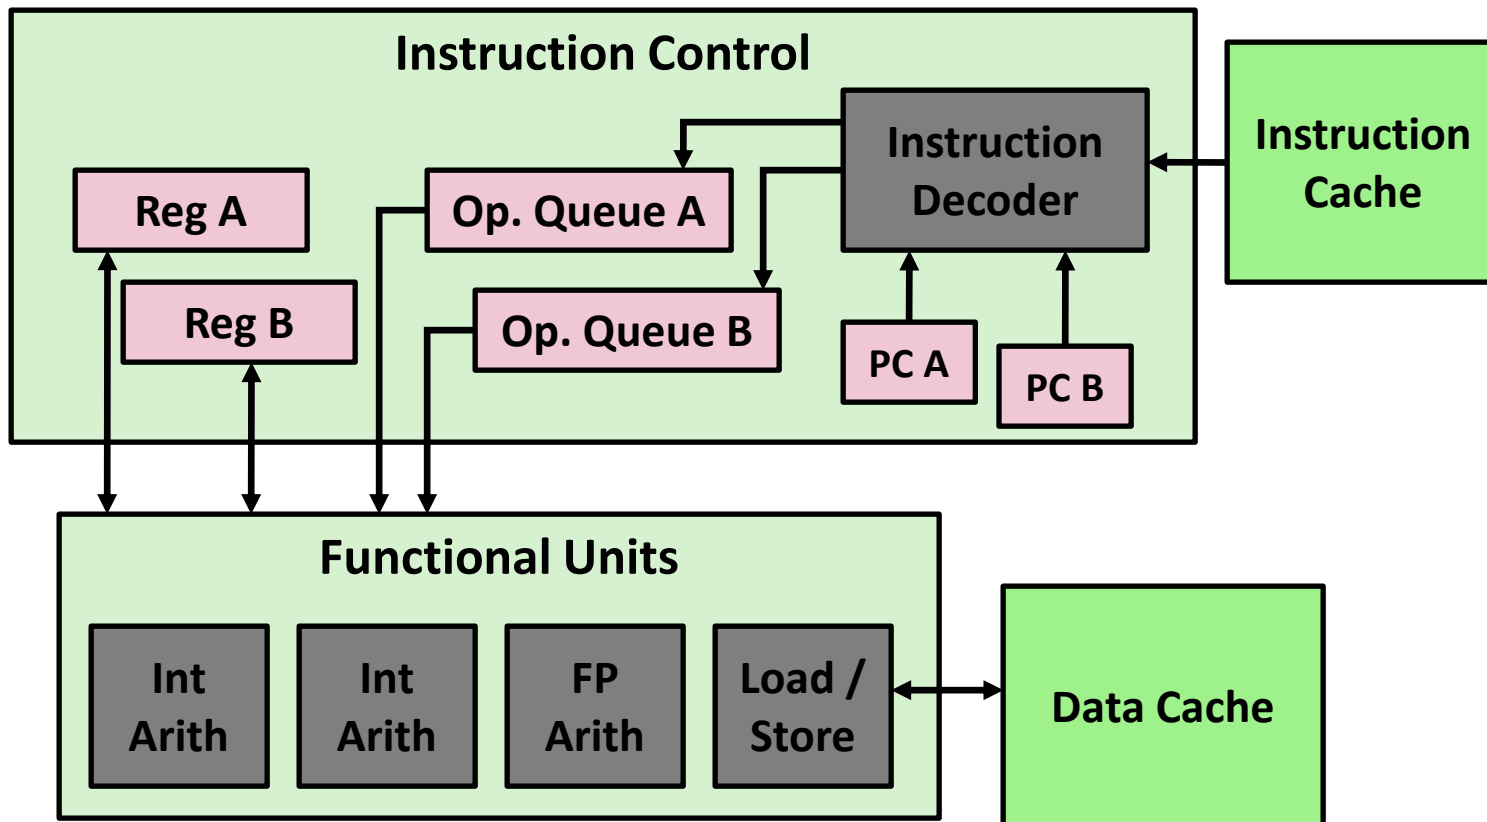 Instruction Control
Instruction
Decoder
Instruction
Cache
Reg A
Op. Queue A
Reg B
Op. Queue B
PC A
PC B
Functional Units
Int
Arith
Int
Arith
FP
Arith
Load /
Store
Data Cache